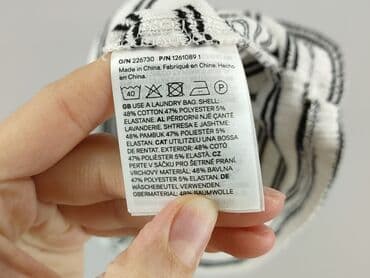 O/N 226730 P/N 1261089 1
Made in China. Fabriqué en Chine. Hecho
en China.
40
P
GB USE A LAUNDRY BAG. SHELL:
48% COTTON 47% POLYESTER 5%
ELASTANE AL PËRDORNI NJË ÇANTË
LAVANDERIE. SHTRESA E JASHTME
48% PAMBUK 47% POLIESTËR 5%
ELASTAN CAT UTILITZEU UNA BOSSA
DE RENTAT. EXTERIOR: 48% COTÓ
47% POLIÈSTER 5% ELASTÀ CZ
PERTE V SÁČKU PRO ŠETRNÉ PRANÍ.
VRCHOVÝ MATERIÁL: 48% BAVLNA
47% POLYESTER 5% ELASTAN DE
WÄSCHEBEUTEL VERWENDEN.
OBERMATERIAL: 48% BAUMWOLLE